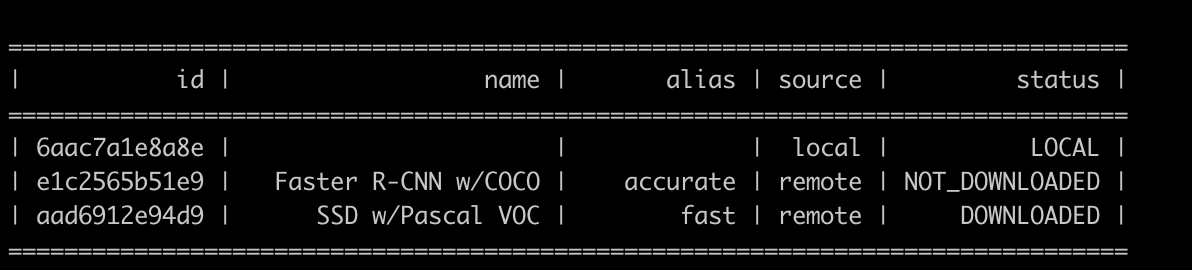 ================================================================================
|           id |                   name |       alias | source |         status |
================================================================================
| 6aac7a1e8a8e |                        |             |  local |          LOCAL |
| e1c2565b51e9 |   Faster R-CNN w/COCO |    accurate | remote | NOT_DOWNLOADED |
| aad6912e94d9 |      SSD w/Pascal VOC |        fast | remote |     DOWNLOADED |
================================================================================